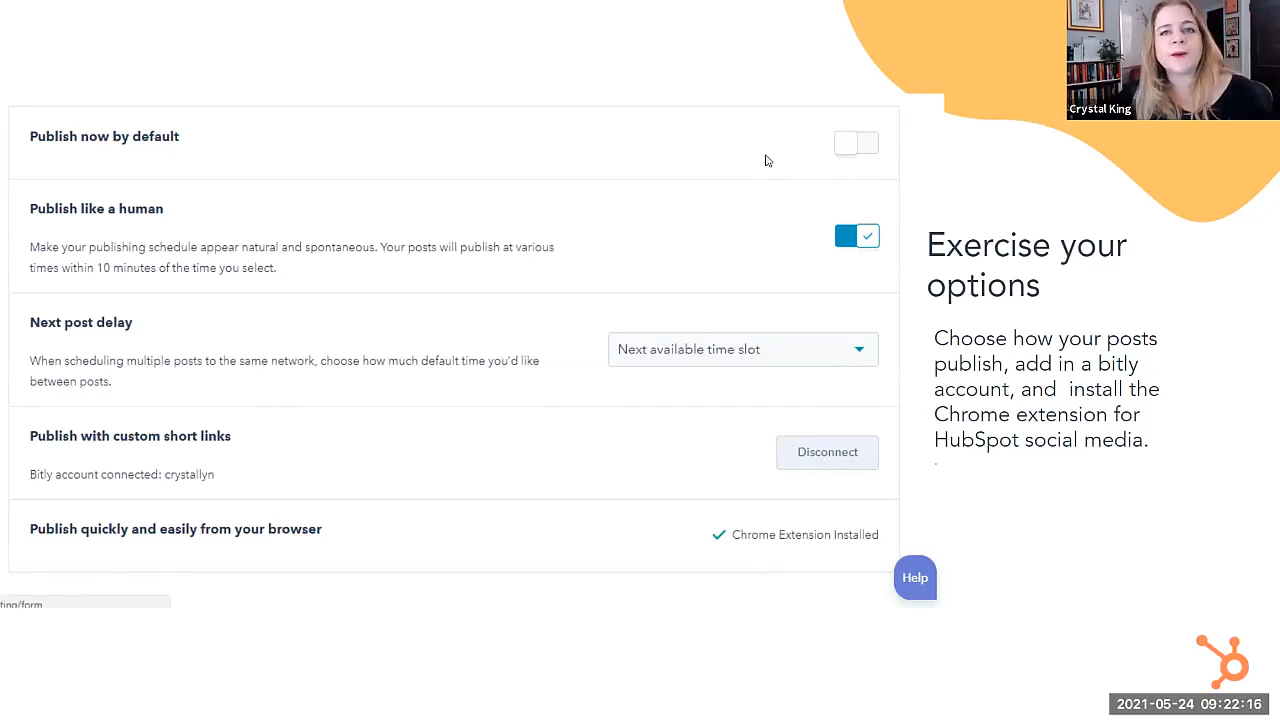 Crystal King
Publish now by default
Publish like a human
Make your publishing schedule appear natural and spontaneous. Your posts will publish at various
times within 10 minutes of the time you select.
Next post delay
When scheduling multiple posts to the same network, choose how much default time you'd like
between posts.
Next available time slot
Publish with custom short links
Bitly account connected: crystallyn
Disconnect
Publish quickly and easily from your browser
Chrome Extension Installed
Help
ting/form
Exercise your
options
Choose how your posts
publish, add in a bitly
account, and  install the
Chrome extension for
HubSpot social media.
.
2021-05-24 09:22:16